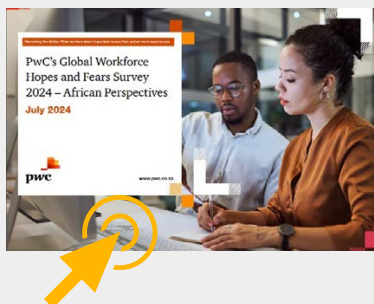 PwC's Global Workforce
Hopes and Fears Survey
2024 – African Perspectives
July 2024
pwc
www.pwc.co.za